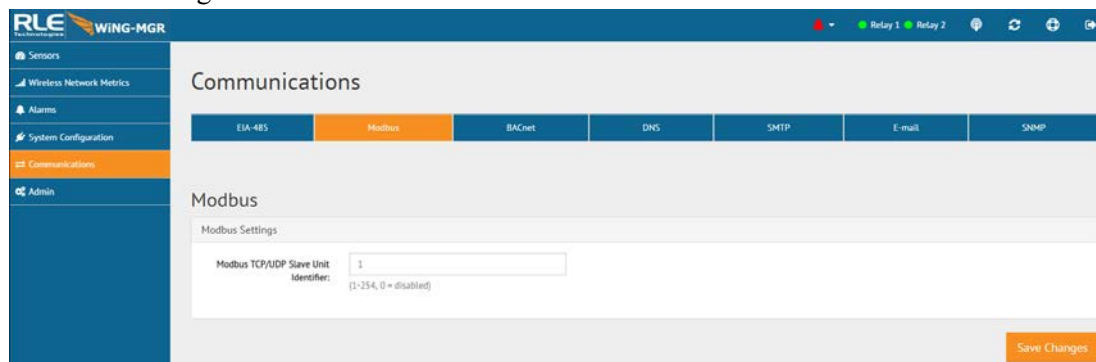 RLE WiNG-MGR
Technologies
Relay 1 Relay 2
Sensors
Wireless Network Metrics
Alarms
System Configuration
Communications
Admin
Communications
EIA-485 Modbus BACnet DNS SMTP E-mail SNMP
Modbus
Modbus Settings
Modbus TCP/UDP Slave Unit
Identifier:
1
(1-254, 0 = disabled)
Save Changes